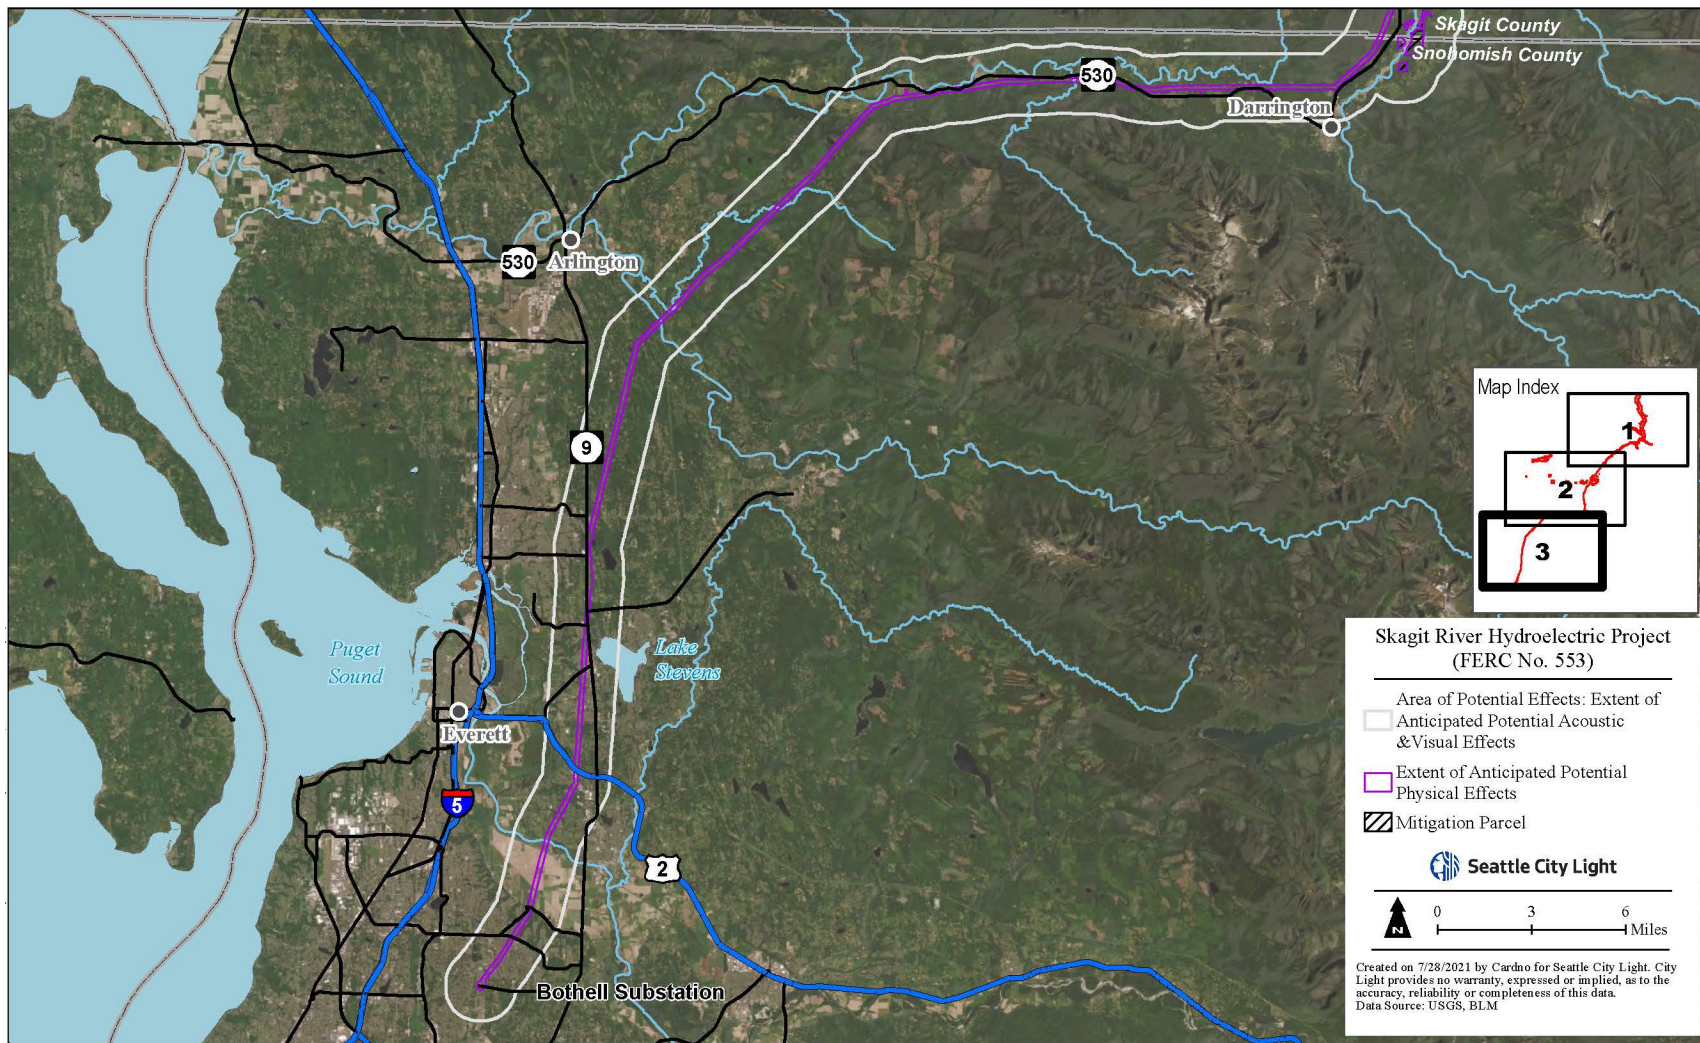 Skagit County
Snohomish County
530
Darrington
530
Arlington
9
Map Index
1
2
3
Puget
Sound
Lake
Stevens
Everett
5
2
Bothell Substation
Skagit River Hydroelectric Project
(FERC No. 553)
Area of Potential Effects: Extent of
Anticipated Potential Acoustic
&Visual Effects
Extent of Anticipated Potential
Physical Effects
Mitigation Parcel
Seattle City Light
N
0 3 6
Miles
Created on 7/28/2021 by Cardno for Seattle City Light. City
Light provides no warranty, expressed or implied, as to the
accuracy, reliability or completeness of this data.
Data Source: USGS, BLM